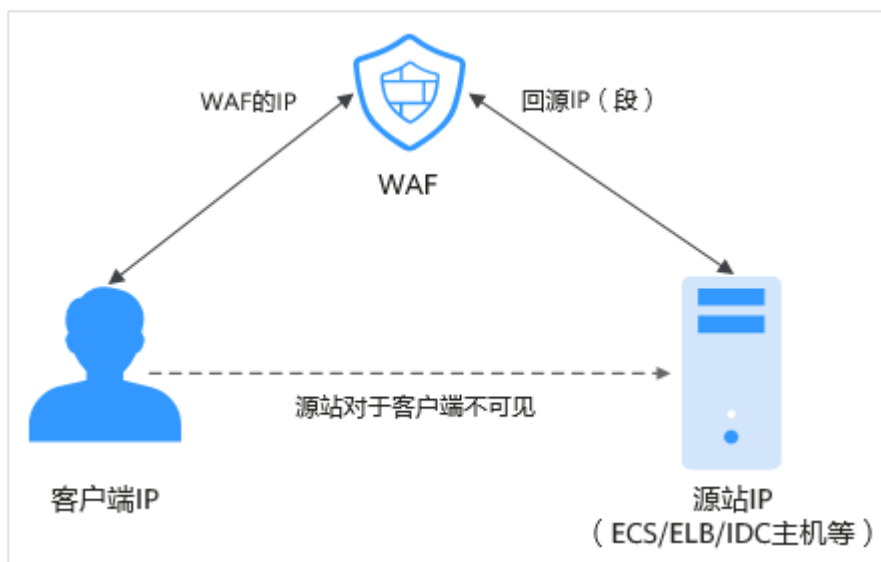 WAF的IP
回源IP（段）
WAF
源站对于客户端不可见
客户端IP
源站IP
（ECS/ELB/IDC主机等）